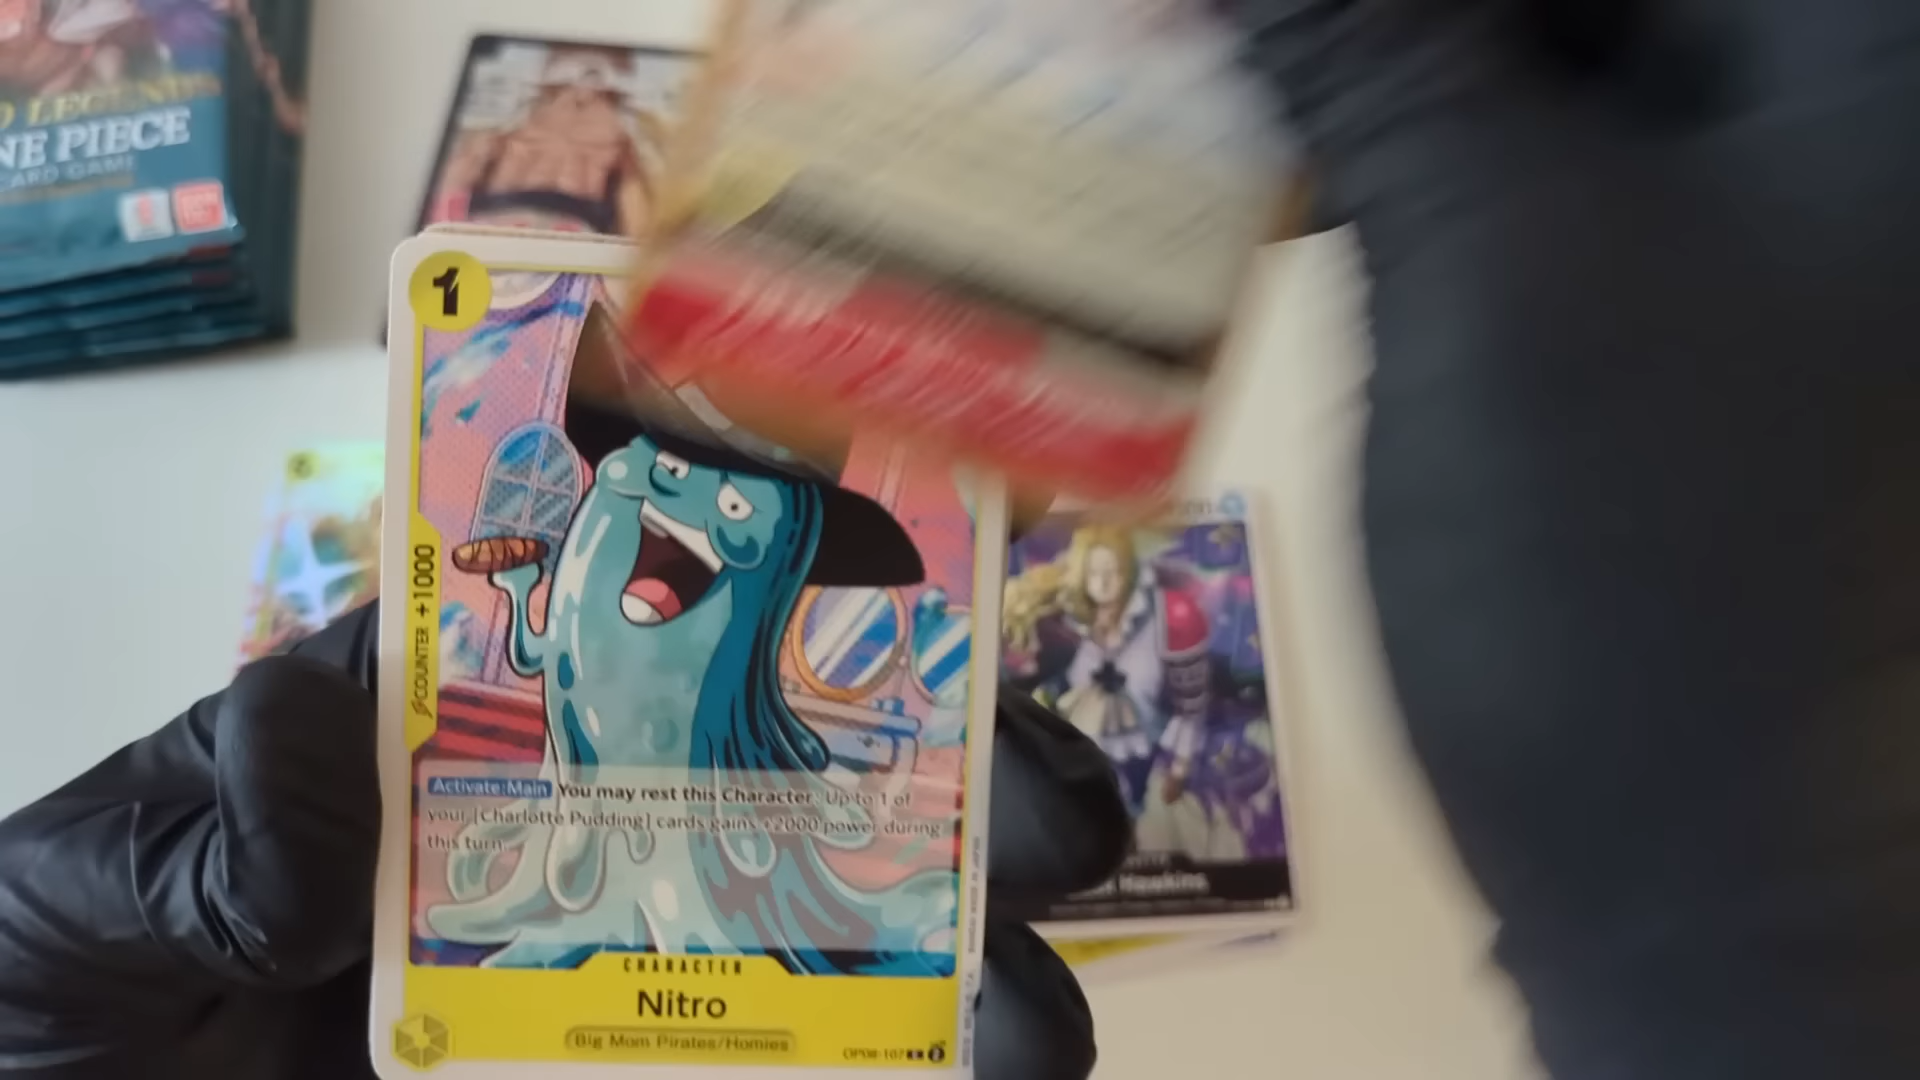 LEGENDS
NE PIECE
CARD GAME
1
COUNTER +1000
Activate: Main You may rest this Character: Up to 1 of
your [Charlotte Pudding] cards gains +2000 power during
this turn.
CHARACTER
Nitro
Big Mom Pirates/Homies
OP08-107 C 2
Hawkins